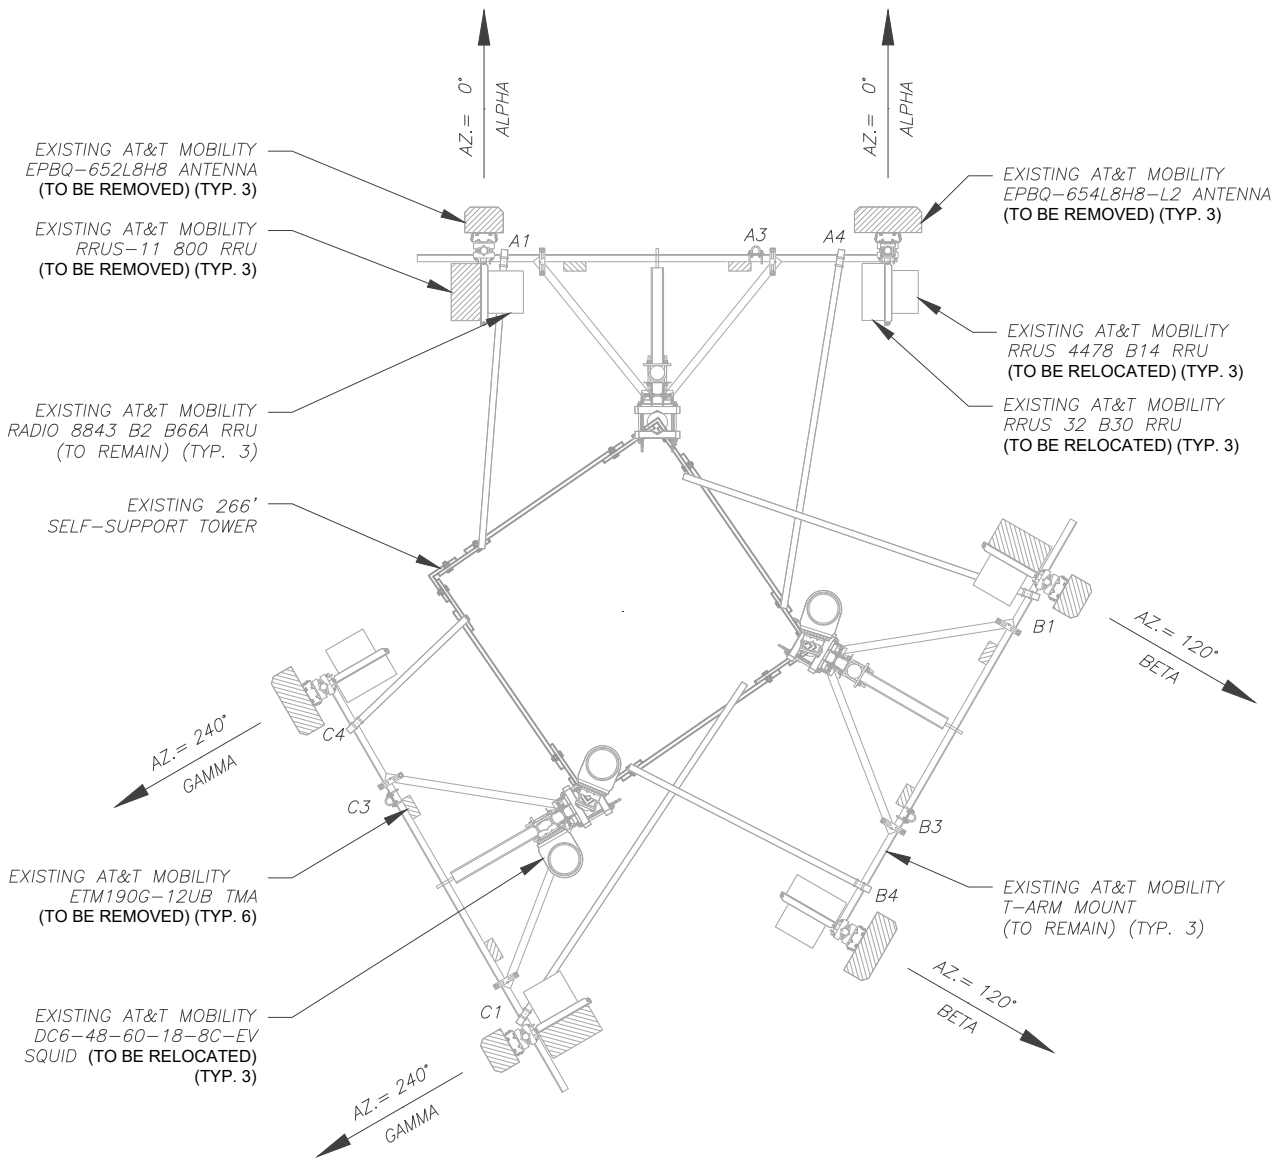 AZ.= 0°
ALPHA
AZ.= 0°
ALPHA
EXISTING AT&T MOBILITY
EPBQ-652L8H8 ANTENNA
(TO BE REMOVED) (TYP. 3)
EXISTING AT&T MOBILITY
RRUS-11 800 RRU
(TO BE REMOVED) (TYP. 3)
EXISTING AT&T MOBILITY
EPBQ-654L8H8-L2 ANTENNA
(TO BE REMOVED) (TYP. 3)
A1
A3
A4
EXISTING AT&T MOBILITY
RRUS 4478 B14 RRU
(TO BE RELOCATED) (TYP. 3)
EXISTING AT&T MOBILITY
RADIO 8843 B2 B66A RRU
(TO REMAIN) (TYP. 3)
EXISTING AT&T MOBILITY
RRUS 32 B30 RRU
(TO BE RELOCATED) (TYP. 3)
EXISTING 266'
SELF-SUPPORT TOWER
B1
AZ.= 120°
BETA
C4
AZ.= 240°
GAMMA
C3
B3
EXISTING AT&T MOBILITY
ETM190G-12UB TMA
(TO BE REMOVED) (TYP. 6)
B4
EXISTING AT&T MOBILITY
T-ARM MOUNT
(TO REMAIN) (TYP. 3)
AZ.= 120°
BETA
C1
EXISTING AT&T MOBILITY
DC6-48-60-18-8C-EV
SQUID (TO BE RELOCATED)
(TYP. 3)
AZ.= 240°
GAMMA